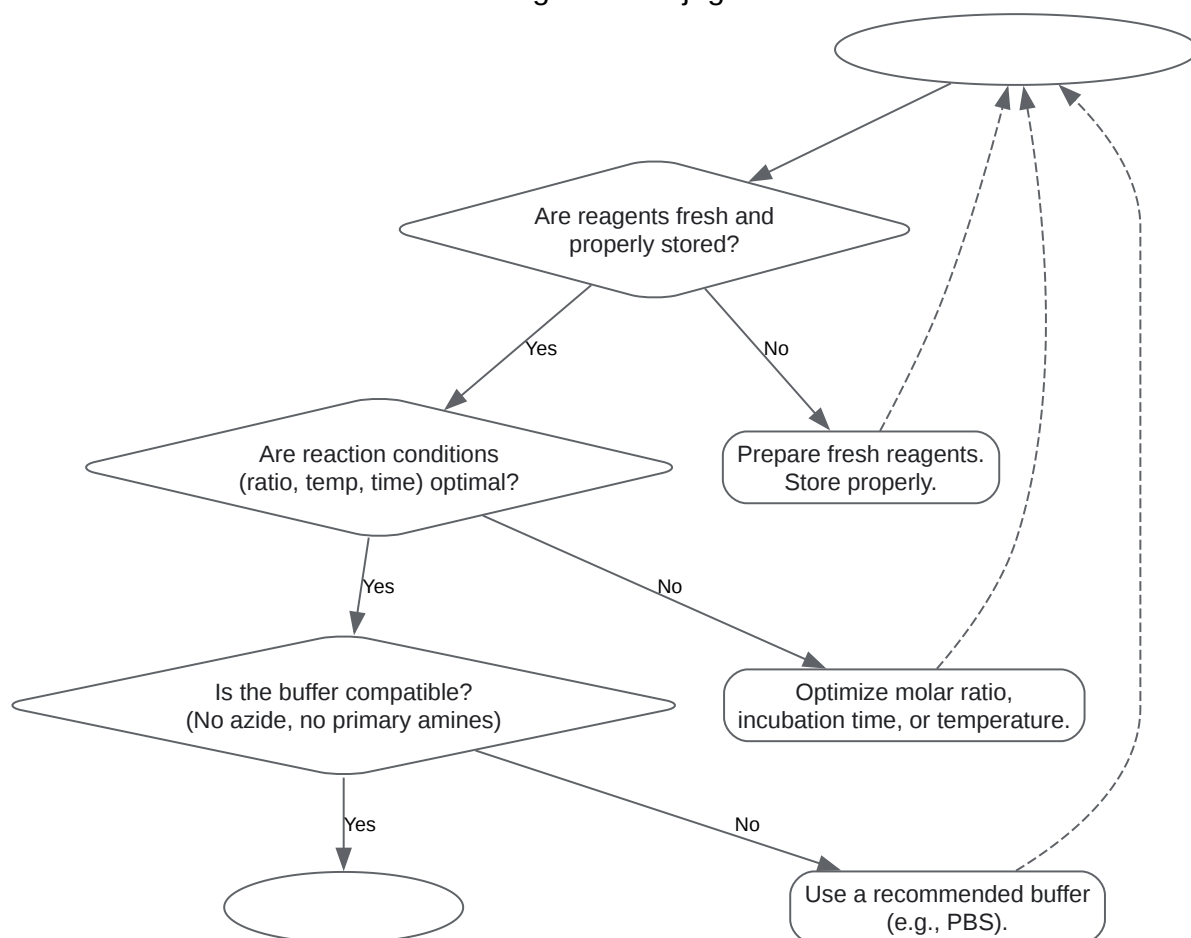 Are reagents fresh and
properly stored?
Yes
No
Are reaction conditions
(ratio, temp, time) optimal?
Prepare fresh reagents.
Store properly.
Yes
No
Is the buffer compatible?
(No azide, no primary amines)
Optimize molar ratio,
incubation time, or temperature.
Yes
No
Use a recommended buffer
(e.g., PBS).